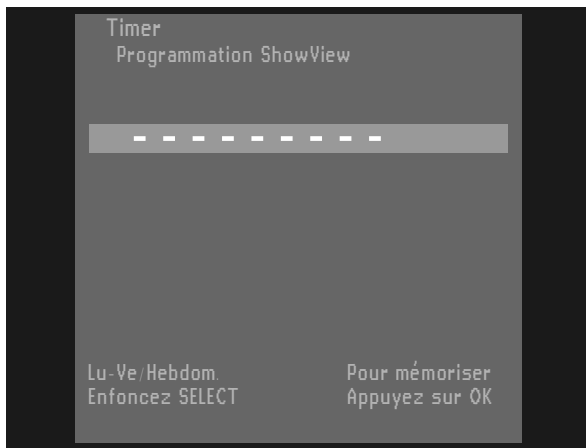 Timer
Programmation ShowView
- - - - - - - - -
Lu-Ve/Hebdom.
Enfoncez SELECT
Pour mémoriser
Appuyez sur OK